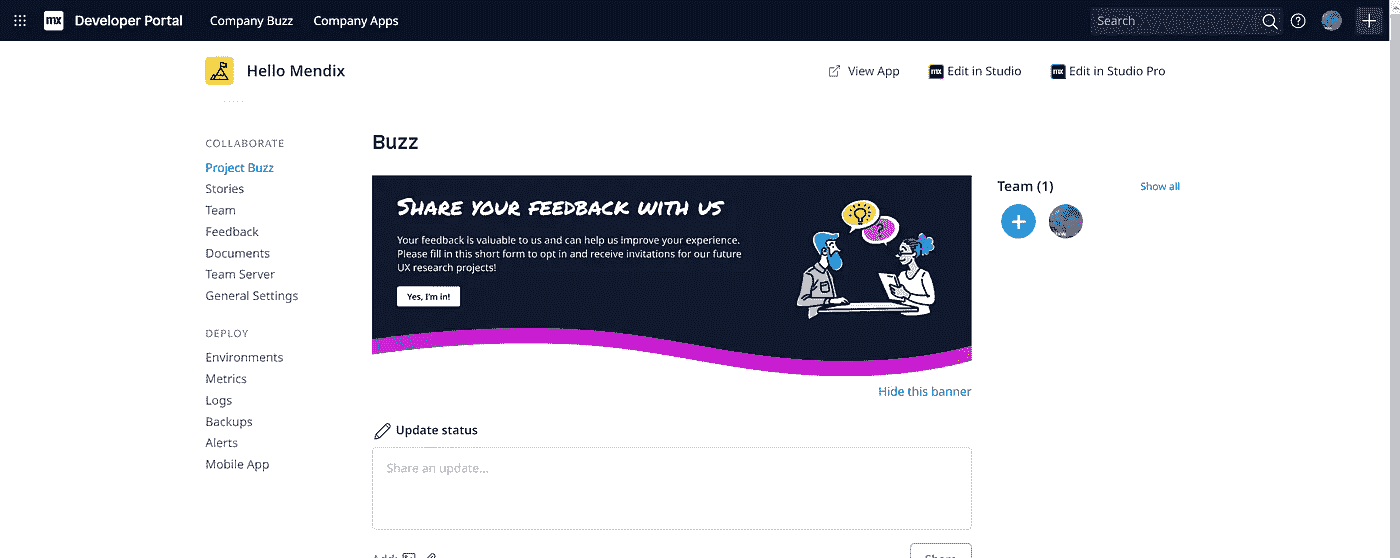 mx Developer Portal Company Buzz Company Apps Search
Hello Mendix View App mx Edit in Studio mx Edit in Studio Pro
COLLABORATE
Project Buzz
Stories
Team
Feedback
Documents
Team Server
General Settings
DEPLOY
Environments
Metrics
Logs
Backups
Alerts
Mobile App
Buzz
SHARE YOUR FEEDBACK WITH US
Your feedback is valuable to us and can help us improve your experience.
Please fill in this short form to opt in and receive invitations for our future
UX research projects!
Yes, I'm in!
Hide this banner
Update status
Share an update...
Team (1) Show all